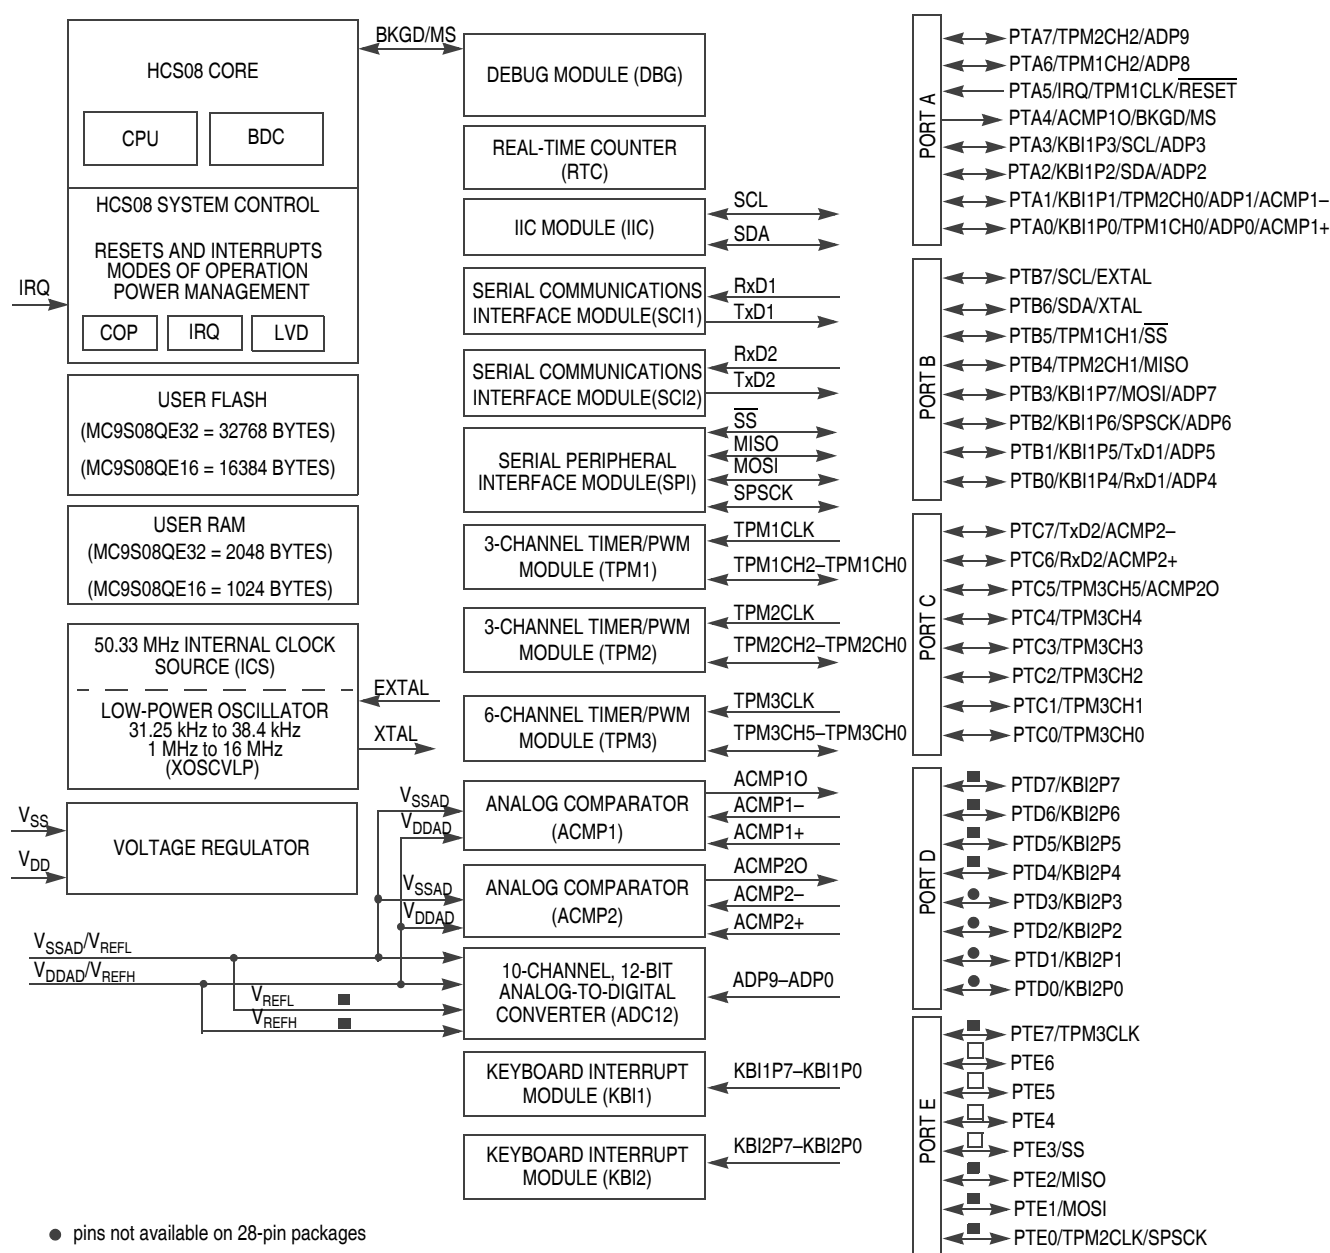 HCS08 CORE
CPU
BDC
HCS08 SYSTEM CONTROL
RESETS AND INTERRUPTS
MODES OF OPERATION
POWER MANAGEMENT
COP
IRQ
LVD
IRQ
USER FLASH
(MC9S08QE32 = 32768 BYTES)
(MC9S08QE16 = 16384 BYTES)
USER RAM
(MC9S08QE32 = 2048 BYTES)
(MC9S08QE16 = 1024 BYTES)
50.33 MHz INTERNAL CLOCK
SOURCE (ICS)
LOW-POWER OSCILLATOR
31.25 kHz to 38.4 kHz
1 MHz to 16 MHz
(XOSCVLP)
EXTAL
XTAL
VSS
VDD
VOLTAGE REGULATOR
VSSAD/VREFL
VDDAD/VREFH
VREFL
VREFH
BKGD/MS
DEBUG MODULE (DBG)
REAL-TIME COUNTER
(RTC)
IIC MODULE (IIC)
SCL
SDA
SERIAL COMMUNICATIONS
INTERFACE MODULE(SCI1)
RxD1
TxD1
SERIAL COMMUNICATIONS
INTERFACE MODULE(SCI2)
RxD2
TxD2
SERIAL PERIPHERAL
INTERFACE MODULE(SPI)
SS
MISO
MOSI
SPSCK
3-CHANNEL TIMER/PWM
MODULE (TPM1)
TPM1CLK
TPM1CH2–TPM1CH0
3-CHANNEL TIMER/PWM
MODULE (TPM2)
TPM2CLK
TPM2CH2–TPM2CH0
6-CHANNEL TIMER/PWM
MODULE (TPM3)
TPM3CLK
TPM3CH5–TPM3CH0
VSSAD
VDDAD
ANALOG COMPARATOR
(ACMP1)
ACMP1O
ACMP1–
ACMP1+
VSSAD
VDDAD
ANALOG COMPARATOR
(ACMP2)
ACMP2O
ACMP2–
ACMP2+
10-CHANNEL, 12-BIT
ANALOG-TO-DIGITAL
CONVERTER (ADC12)
ADP9–ADP0
KEYBOARD INTERRUPT
MODULE (KBI1)
KBI1P7–KBI1P0
KEYBOARD INTERRUPT
MODULE (KBI2)
KBI2P7–KBI2P0
PORT A
PTA7/TPM2CH2/ADP9
PTA6/TPM1CH2/ADP8
PTA5/IRQ/TPM1CLK/RESET
PTA4/ACMP1O/BKGD/MS
PTA3/KBI1P3/SCL/ADP3
PTA2/KBI1P2/SDA/ADP2
PTA1/KBI1P1/TPM2CH0/ADP1/ACMP1–
PTA0/KBI1P0/TPM1CH0/ADP0/ACMP1+
PORT B
PTB7/SCL/EXTAL
PTB6/SDA/XTAL
PTB5/TPM1CH1/SS
PTB4/TPM2CH1/MISO
PTB3/KBI1P7/MOSI/ADP7
PTB2/KBI1P6/SPSCK/ADP6
PTB1/KBI1P5/TxD1/ADP5
PTB0/KBI1P4/RxD1/ADP4
PORT C
PTC7/TxD2/ACMP2–
PTC6/RxD2/ACMP2+
PTC5/TPM3CH5/ACMP2O
PTC4/TPM3CH4
PTC3/TPM3CH3
PTC2/TPM3CH2
PTC1/TPM3CH1
PTC0/TPM3CH0
PORT D
PTD7/KBI2P7
PTD6/KBI2P6
PTD5/KBI2P5
PTD4/KBI2P4
PTD3/KBI2P3
PTD2/KBI2P2
PTD1/KBI2P1
PTD0/KBI2P0
PORT E
PTE7/TPM3CLK
PTE6
PTE5
PTE4
PTE3/SS
PTE2/MISO
PTE1/MOSI
PTE0/TPM2CLK/SPSCK
● pins not available on 28-pin packages